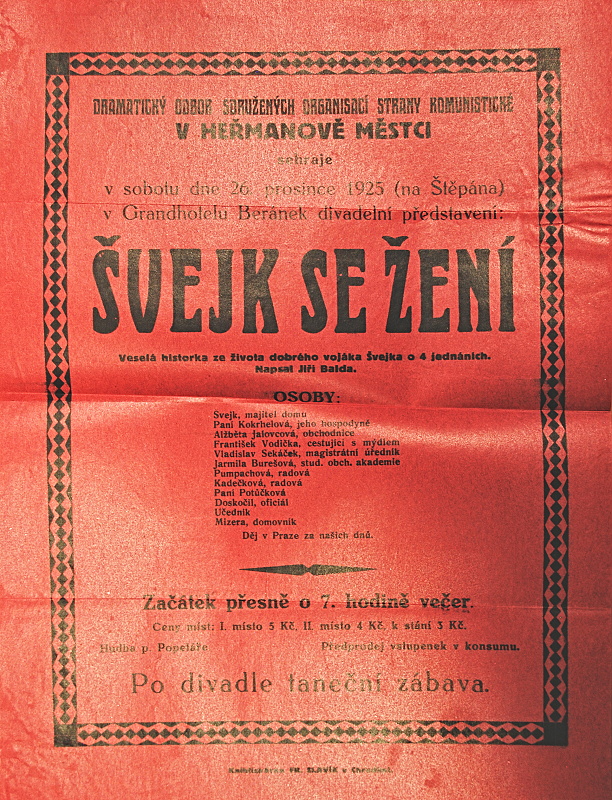 DRAMATICKÝ ODBOR SDRUŽENÝCH ORGANISACÍ STRANY KOMUNISTICKÉ
V HEŘMANOVĚ MĚSTCI
sehraje
v sobotu dne 26. prosince 1925 (na Štěpána)
v Grandhotelu Beránek divadelní představení:
ŠVEJK SE ŽENÍ
Veselá historka ze života dobrého vojáka Švejka o 4 jednáních.
Napsal Jiří Balda.
OSOBY:
Švejk, majitel domu
Paní Kokrhelová, jeho hospodyně
Alžběta Jalovcová, obchodnice
František Vodička, cestující s mýdlem
Vladislav Sekáček, magistrátní úředník
Jarmila Burešová, stud. obch. akademie
Pumpachová, radová
Kadečková, radová
Paní Potůčková
Doskočil, oficiál
Učedník
Mizera, domovník
Děj v Praze za našich dnů.
Začátek přesně o 7. hodině večer.
Ceny míst: I. místo 5 Kč, II. místo 4 Kč, k stání 3 Kč.
Hudba p. Popeláře Předprodej vstupenek v konsumu.
Po divadle taneční zábava.
Knihtiskárna FR. SLAVÍK v Chrudimi.